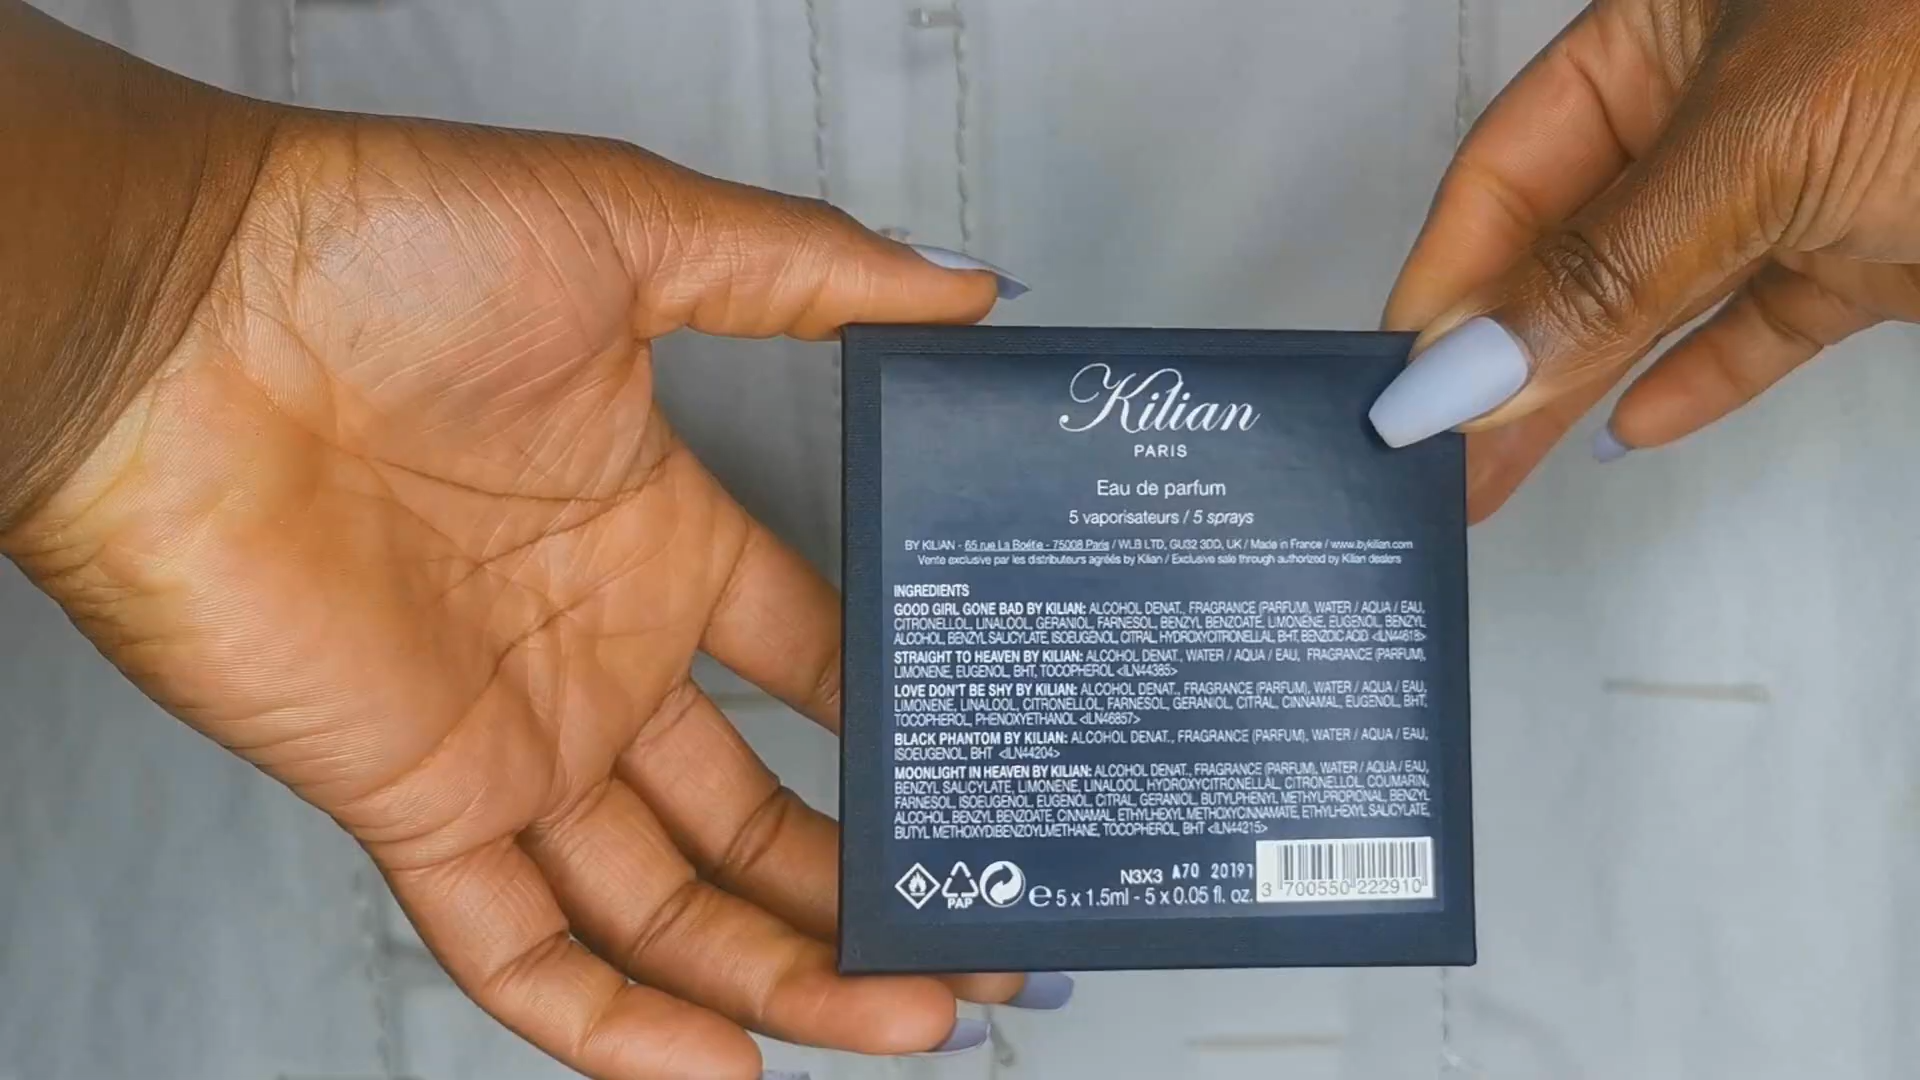 Kilian
PARIS
Eau de parfum
5 vaporisateurs / 5 sprays
BY KILIAN - 65 rue La Boétie - 75008 Paris / WLB LTD, GU32 3DD, UK / Made in France / www.bykilian.com
Vente exclusive par les distributeurs agréés by Kilian / Exclusive sale through authorized by Kilian dealers
INGREDIENTS
GOOD GIRL GONE BAD BY KILIAN: ALCOHOL DENAT., FRAGRANCE (PARFUM), WATER / AQUA / EAU,
CITRONELLOL, LINALOOL, GERANIOL, FARNESOL, BENZYL BENZOATE, LIMONENE, EUGENOL, BENZYL
ALCOHOL, BENZYL SALICYLATE, ISOEUGENOL, CITRAL, HYDROXYCITRONELLAL, BHT, BENZOIC ACID <ILN44618>
STRAIGHT TO HEAVEN BY KILIAN: ALCOHOL DENAT., WATER / AQUA / EAU, FRAGRANCE (PARFUM),
LIMONENE, EUGENOL, BHT, TOCOPHEROL <ILN44385>
LOVE DON'T BE SHY BY KILIAN: ALCOHOL DENAT., FRAGRANCE (PARFUM), WATER / AQUA / EAU,
LIMONENE, LINALOOL, CITRONELLOL, FARNESOL, GERANIOL, CITRAL, CINNAMAL, EUGENOL, BHT,
TOCOPHEROL, PHENOXYETHANOL <ILN46857>
BLACK PHANTOM BY KILIAN: ALCOHOL DENAT., FRAGRANCE (PARFUM), WATER / AQUA / EAU,
ISOEUGENOL, BHT <ILN44204>
MOONLIGHT IN HEAVEN BY KILIAN: ALCOHOL DENAT., FRAGRANCE (PARFUM), WATER / AQUA / EAU,
BENZYL SALICYLATE, LIMONENE, LINALOOL, HYDROXYCITRONELLAL, CITRONELLOL, COUMARIN,
FARNESOL, ISOEUGENOL, EUGENOL, CITRAL, GERANIOL, BUTYLPHENYL METHYLPROPIONAL, BENZYL
ALCOHOL, BENZYL BENZOATE, CINNAMAL, ETHYLHEXYL METHOXYCINNAMATE, ETHYLHEXYL SALICYLATE,
BUTYL METHOXYDIBENZOYLMETHANE, TOCOPHEROL, BHT <ILN44215>
N3X3 A70 20191
PAP
e 5 x 1.5ml - 5 x 0.05 fl. oz.
3 700550 222910